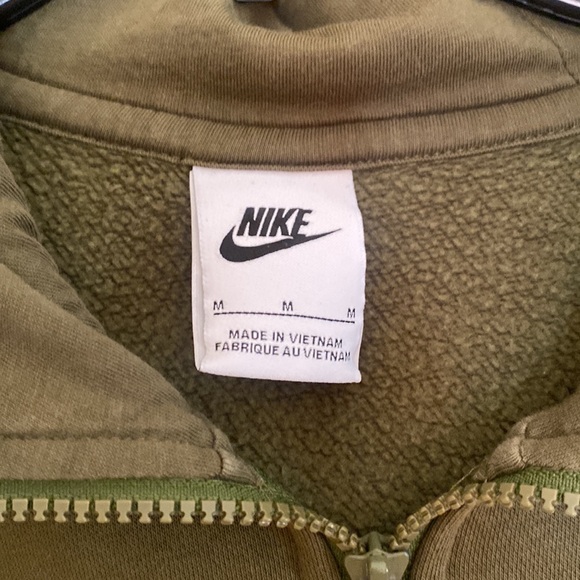 NIKE
M M M
MADE IN VIETNAM
FABRIQUE AU VIETNAM